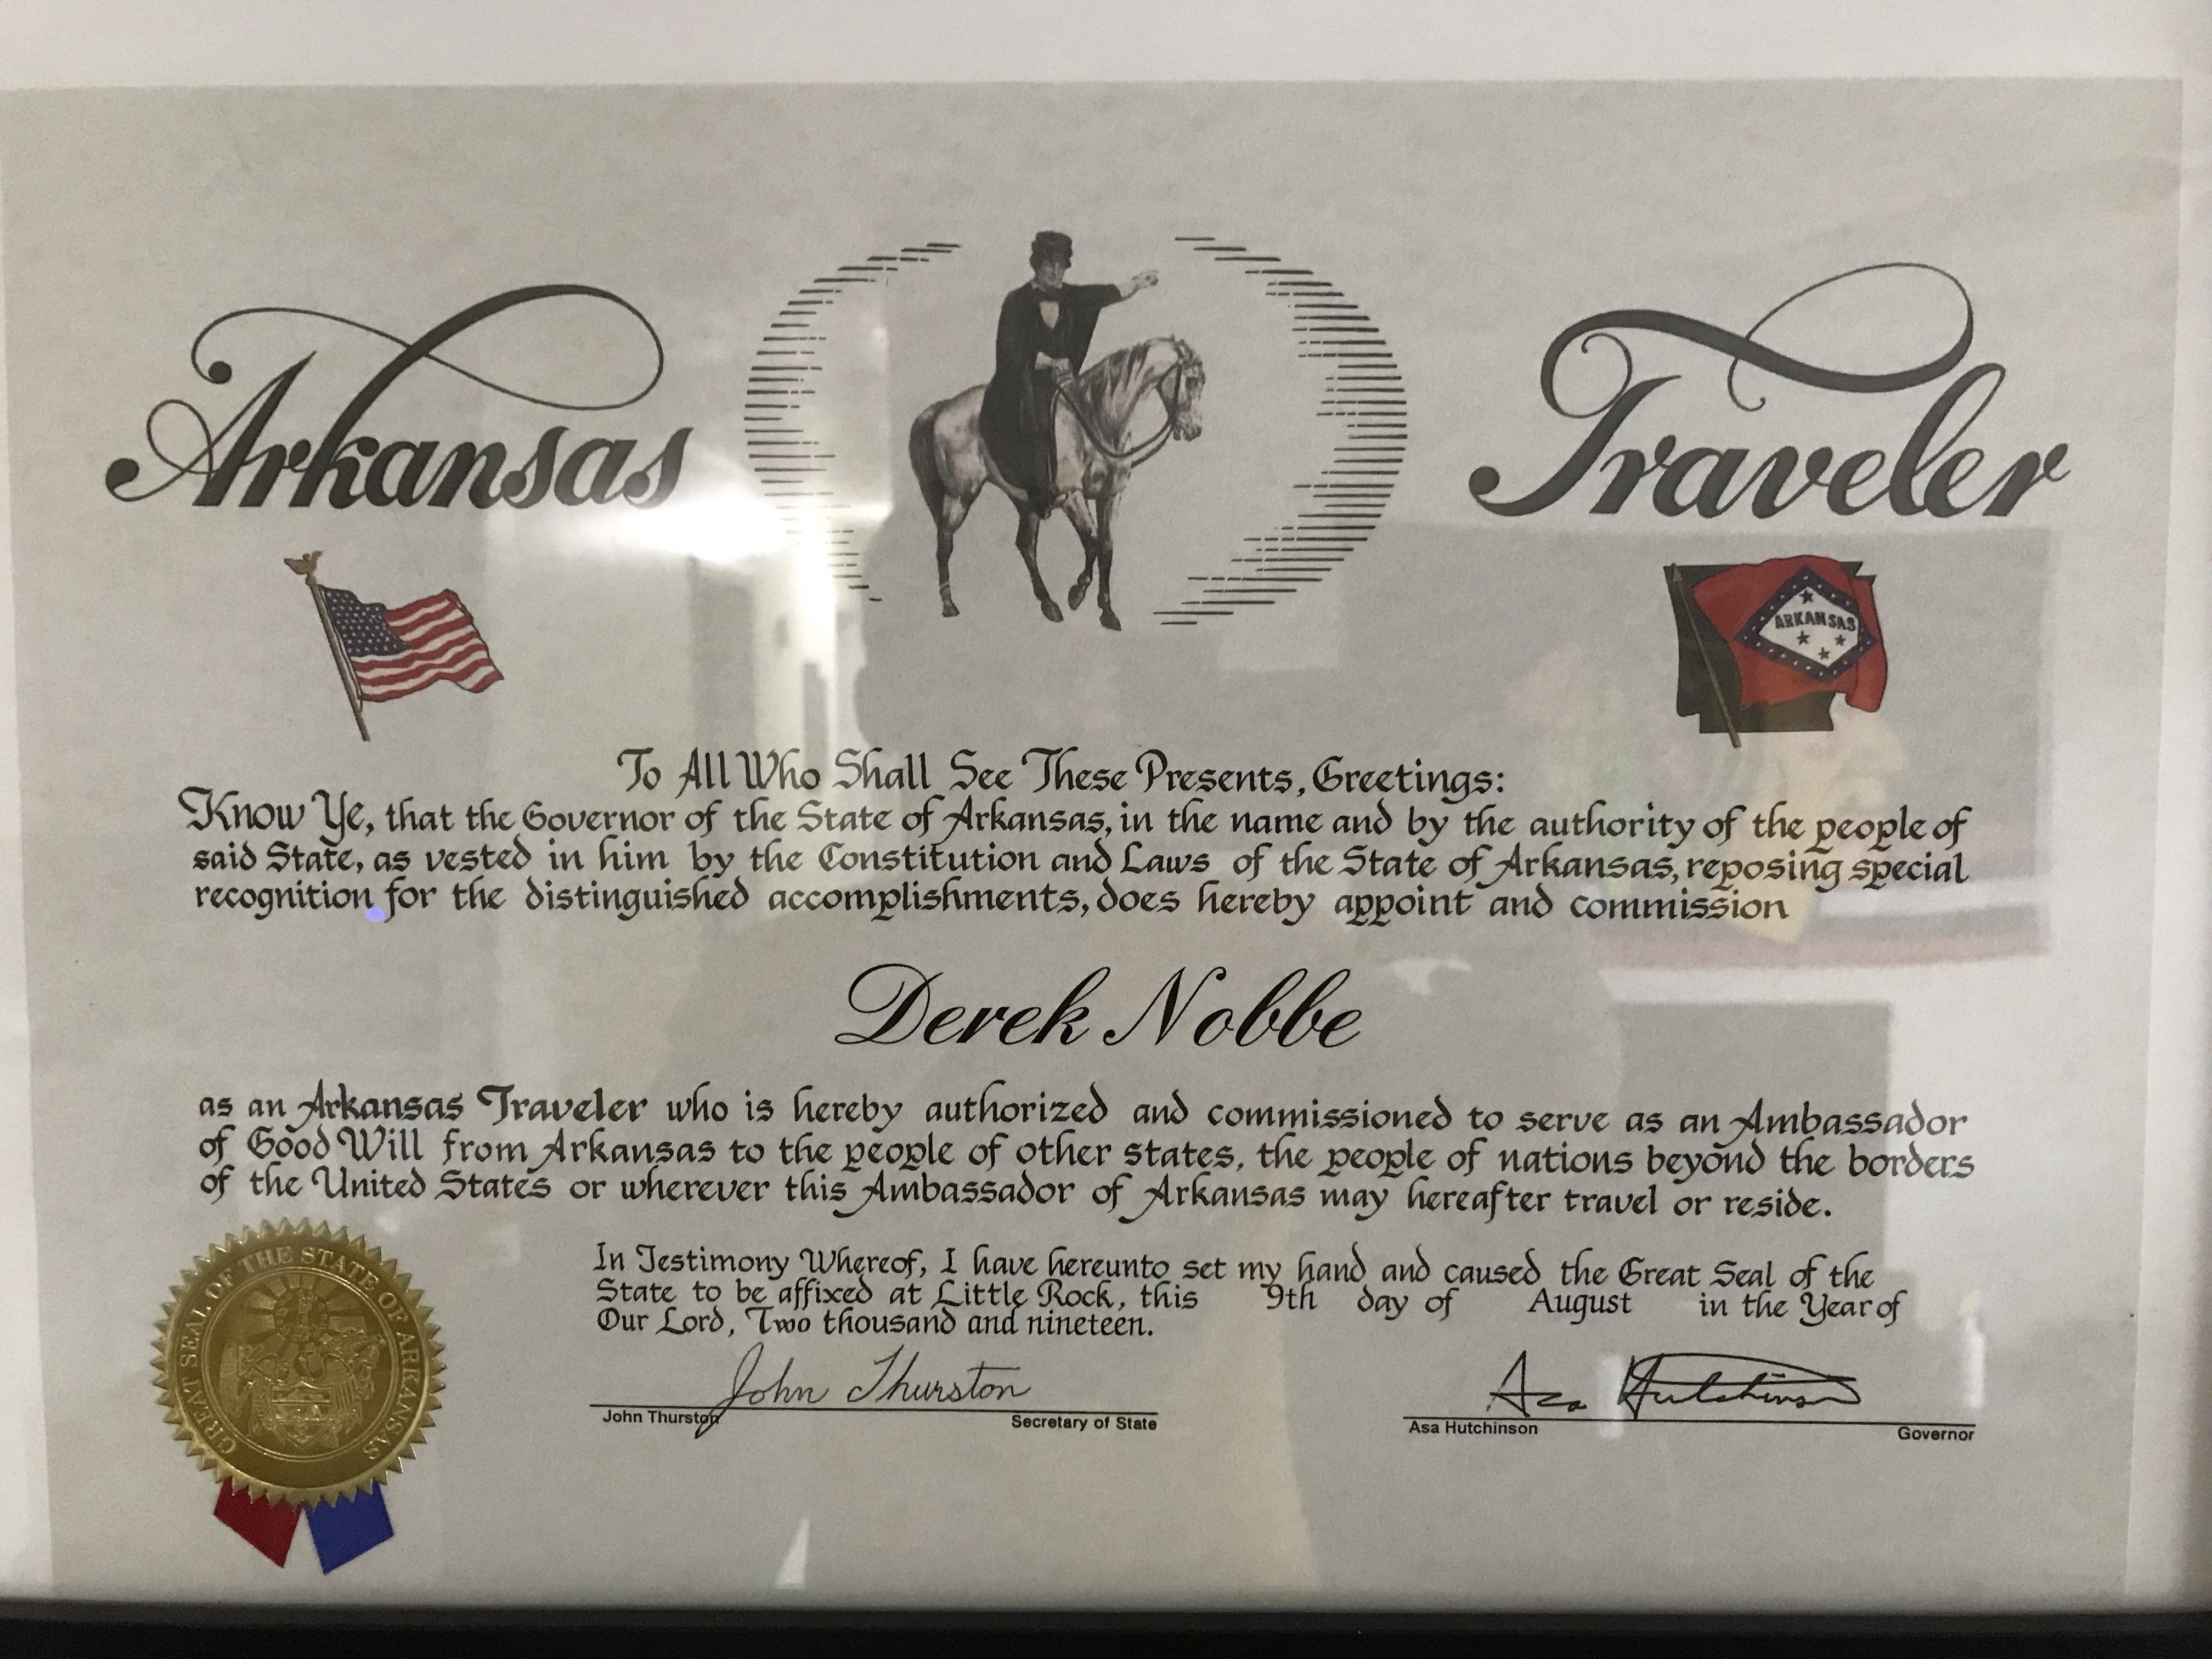 Arkansas Traveler
ARKANSAS
To All Who Shall See These Presents, Greetings:
Know Ye, that the Governor of the State of Arkansas, in the name and by the authority of the people of
said State, as vested in him by the Constitution and Laws of the State of Arkansas, reposing special
recognition for the distinguished accomplishments, does hereby appoint and commission
Derek Nobbe
as an Arkansas Traveler who is hereby authorized and commissioned to serve as an Ambassador
of Good Will from Arkansas to the people of other states, the people of nations beyond the borders
of the United States or wherever this Ambassador of Arkansas may hereafter travel or reside.
In Testimony Whereof, I have hereunto set my hand and caused the Great Seal of the
State to be affixed at Little Rock, this 9th day of August in the Year of
Our Lord, Two thousand and nineteen.
GREAT SEAL OF THE STATE OF ARKANSAS
John Thurston
John Thurston Secretary of State
Asa Hutchinson
Asa Hutchinson Governor